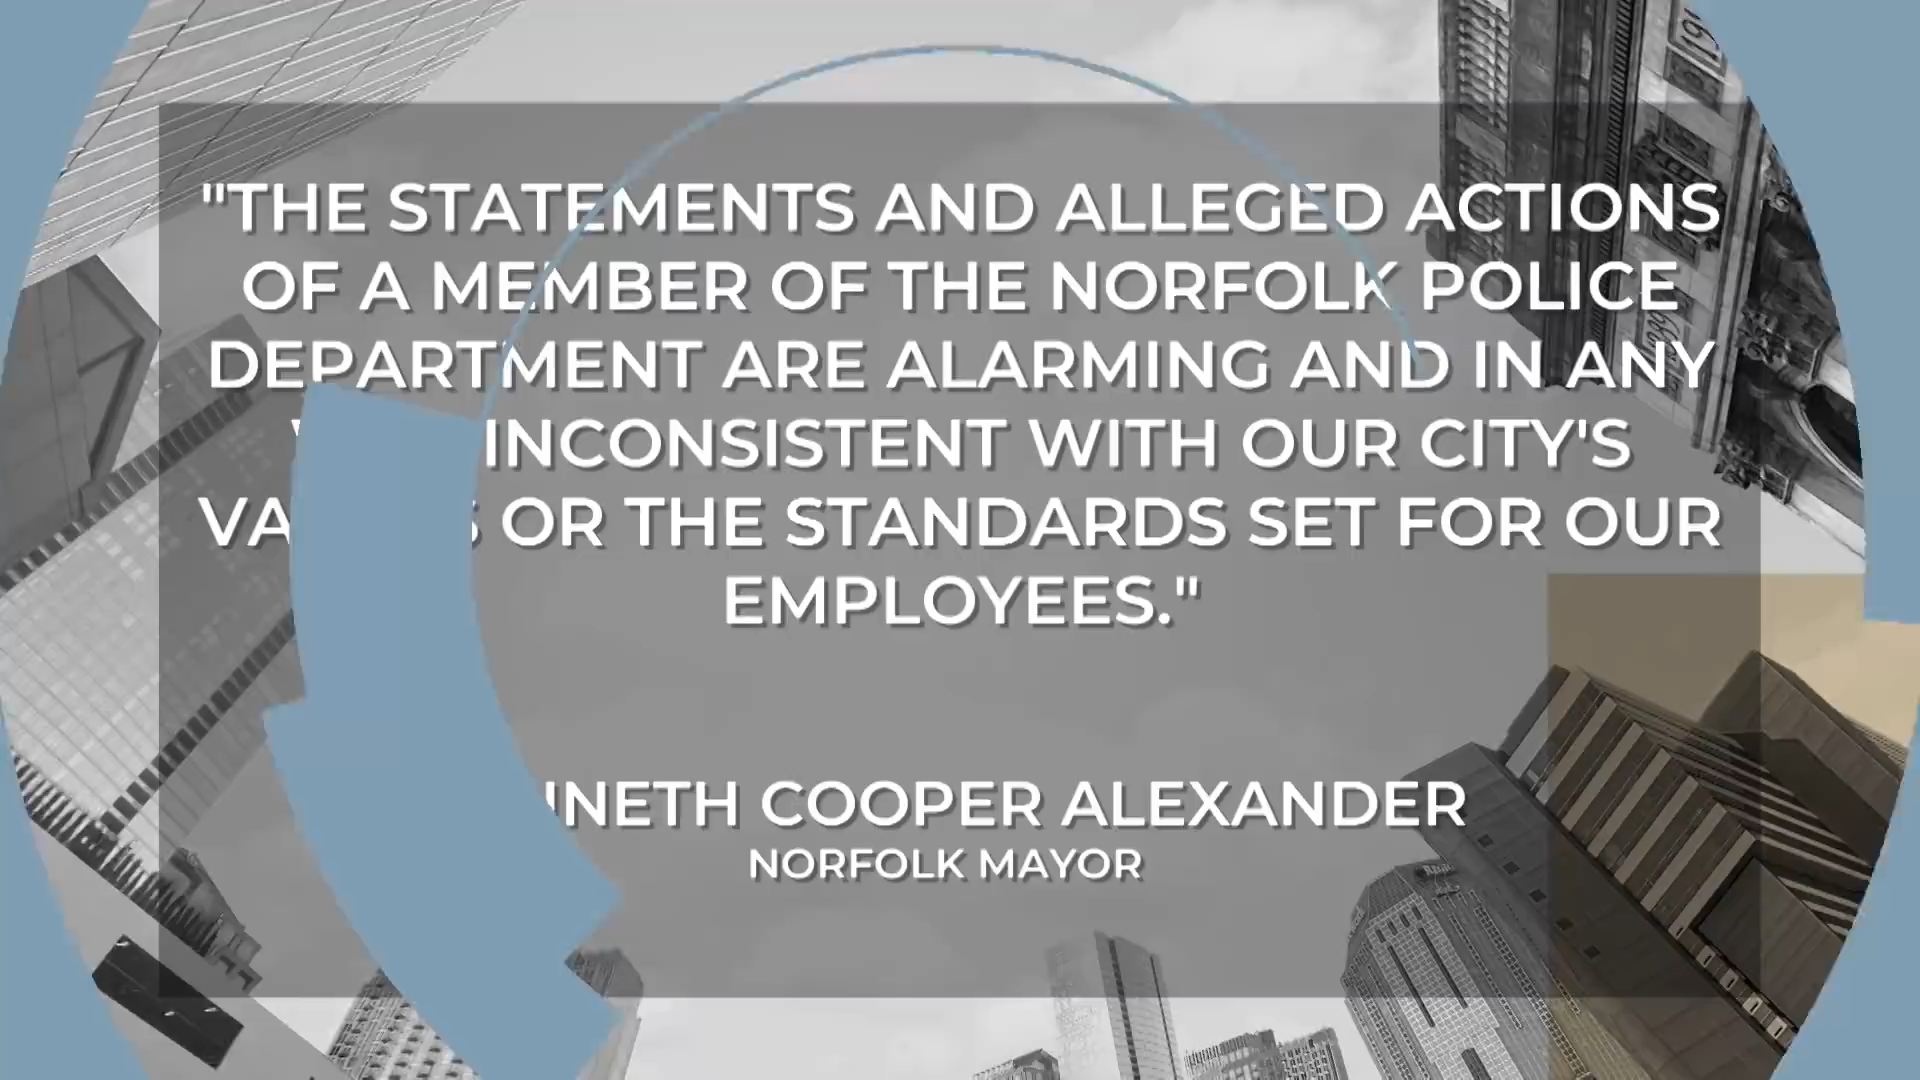 "THE STATEMENTS AND ALLEGED ACTIONS
OF A MEMBER OF THE NORFOLK POLICE
DEPARTMENT ARE ALARMING AND IN ANY
INCONSISTENT WITH OUR CITY'S
OR THE STANDARDS SET FOR OUR
EMPLOYEES."
COOPER ALEXANDER
NORFOLK MAYOR